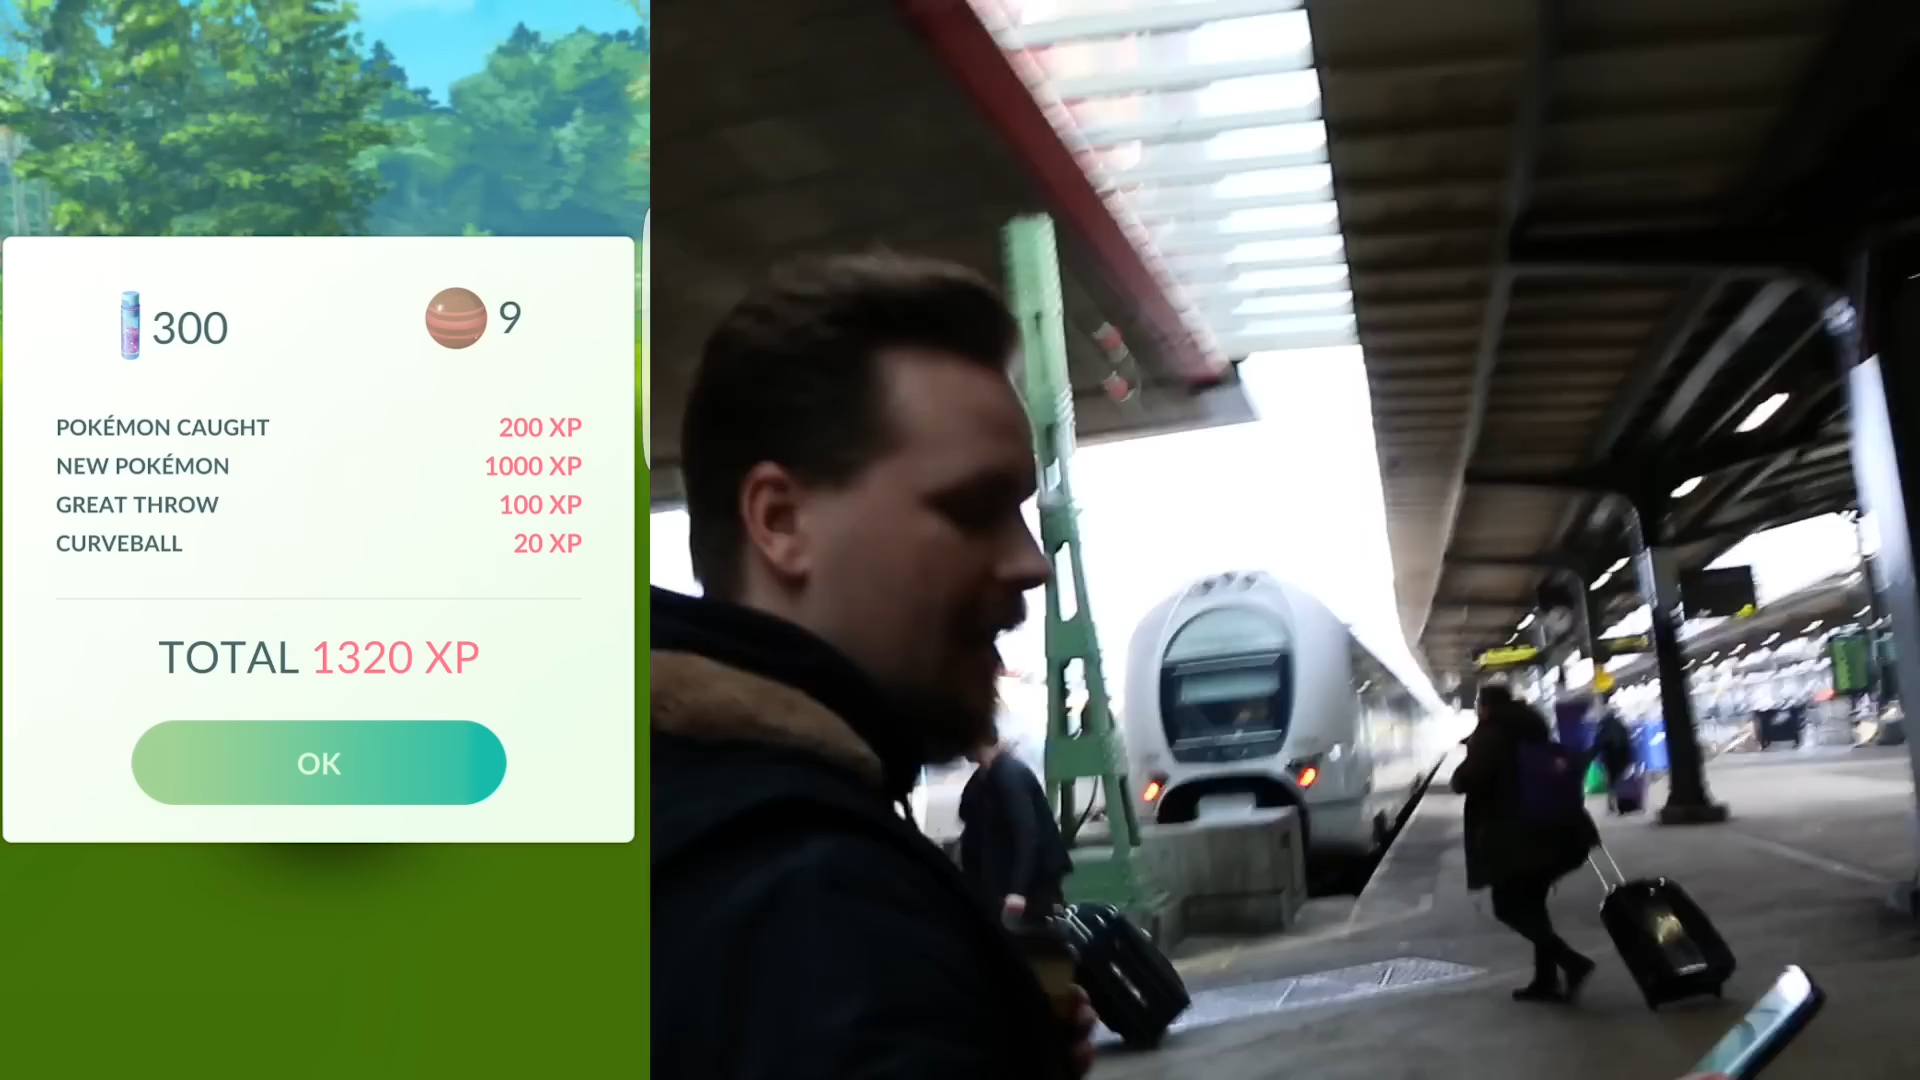 300
9
POKÉMON CAUGHT 200 XP
NEW POKÉMON 1000 XP
GREAT THROW 100 XP
CURVEBALL 20 XP
TOTAL 1320 XP
OK